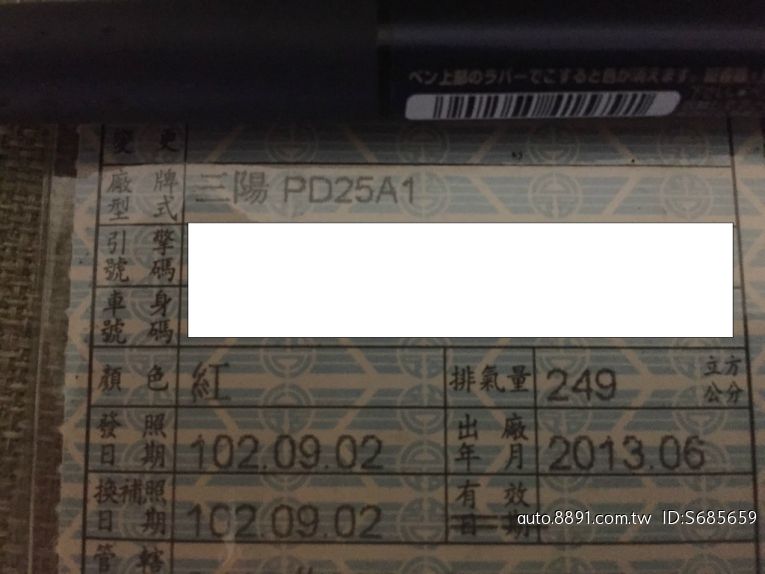 ペン上部のラバーでこすると色が消えます。
變更
廠牌型式 三陽 PD25A1
引擎號碼
車身號碼
顏色 紅 排氣量 249 立方公分
發照日期 102.09.02 出廠年月 2013.06
換補照日期 102.09.02 有效日期
管轄
auto.8891.com.tw ID:S685659